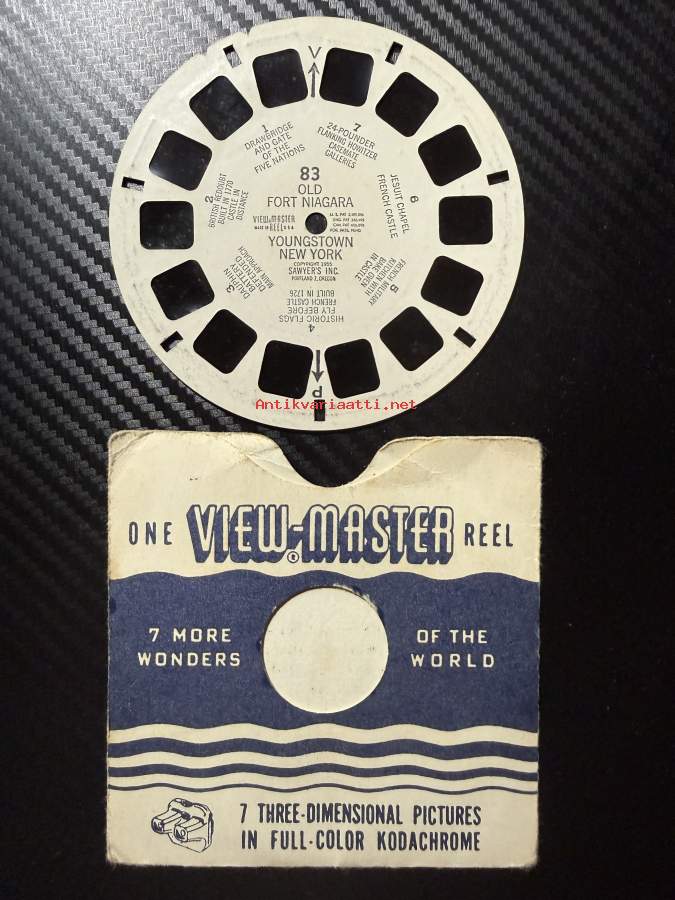 V
1
DRAWBRIDGE
AND GATE
OF THE
FIVE NATIONS
7
24-POUNDER
FLANKING HOWITZER
CASEMATE
GALLERIES
2
BRITISH REDOUBT
BUILT IN 1770
CASTLE IN
DISTANCE
83
OLD
FORT NIAGARA
6
JESUIT CHAPEL
FRENCH CASTLE
VIEW-MASTER
REEL
YOUNGSTOWN
NEW YORK
COPYRIGHT 1955
SAWYER'S INC.
PORTLAND 7, OREGON
3
DAUPHIN
BATTERY
DEFENDED
MAIN APPROACH
5
FRENCH MILITARY
KITCHEN WITH
BAKE OVEN
IN CASTLE
4
HISTORIC FLAGS
FLY BEFORE
FRENCH CASTLE
BUILT IN 1726
P
Antikvariaatti.net
ONE VIEW-MASTER® REEL
7 MORE WONDERS
OF THE WORLD
7 THREE-DIMENSIONAL PICTURES
IN FULL-COLOR KODACHROME